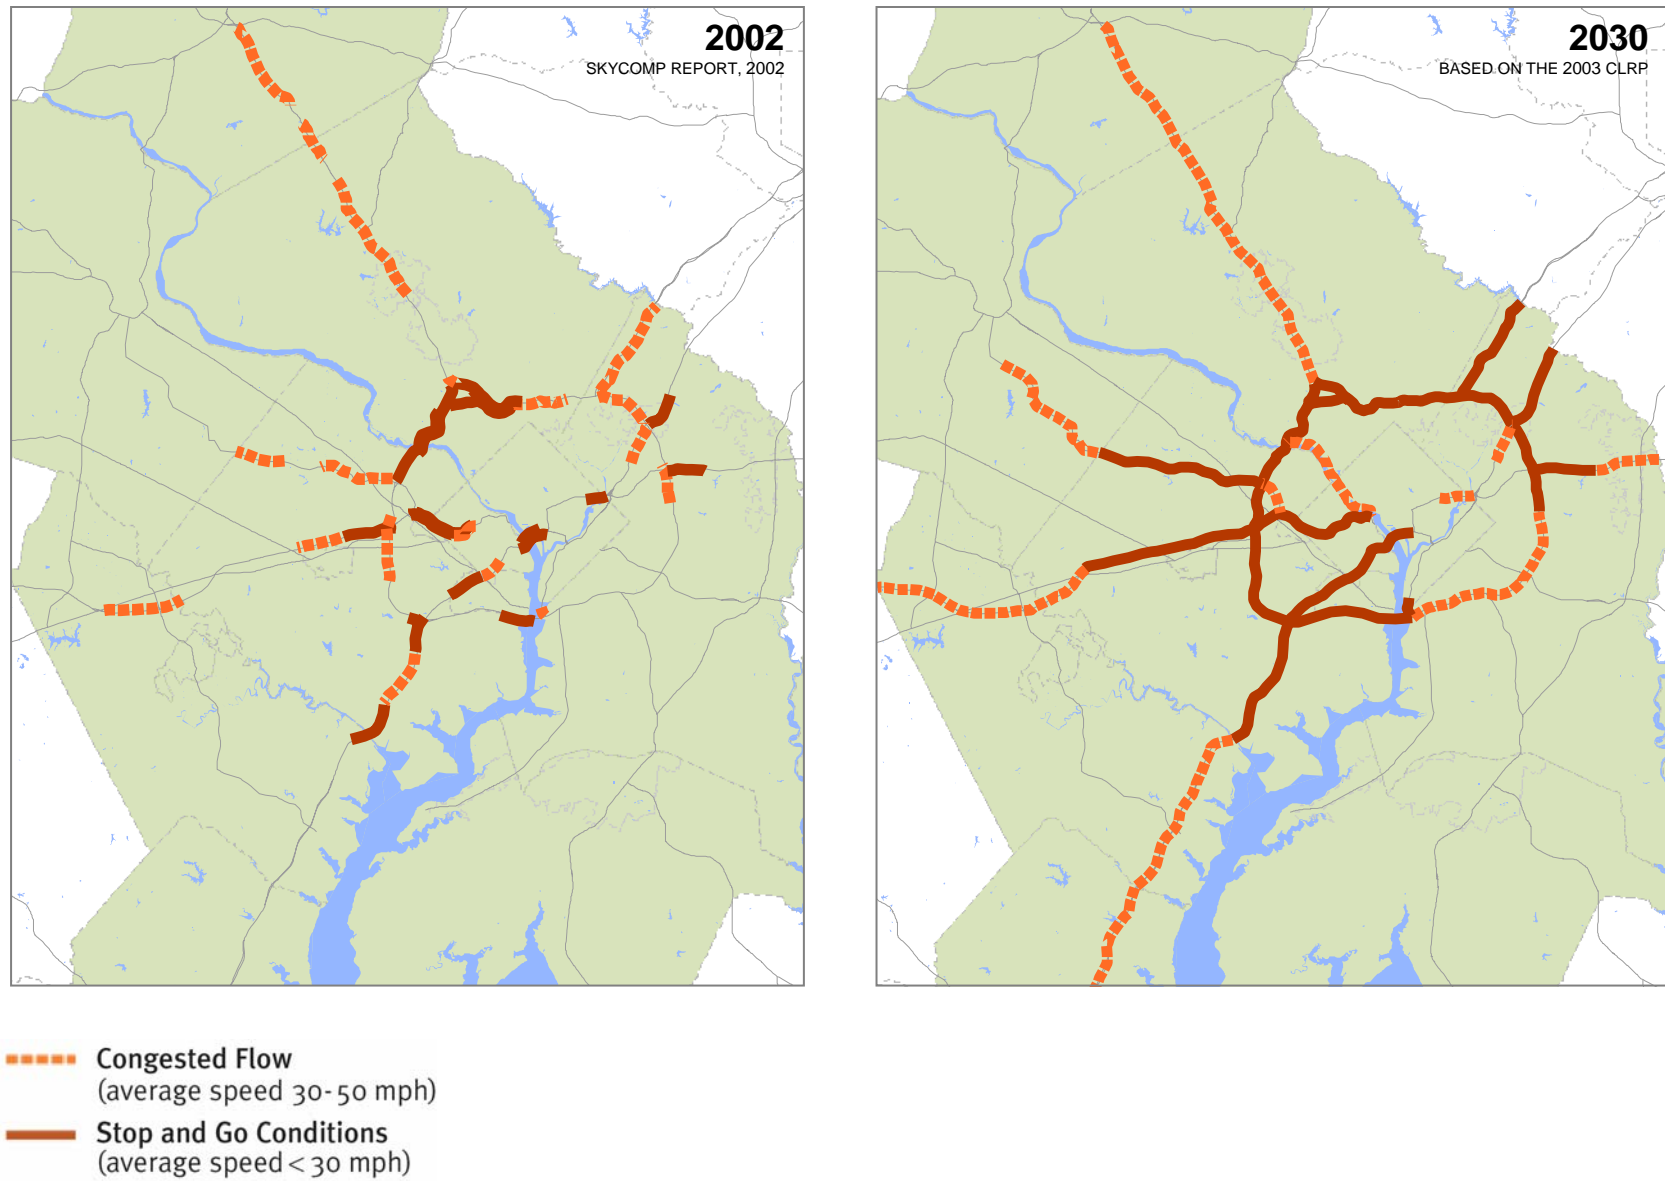 2002
SKYCOMP REPORT, 2002
2030
BASED ON THE 2003 CLRP
Congested Flow
(average speed 30-50 mph)
Stop and Go Conditions
(average speed < 30 mph)